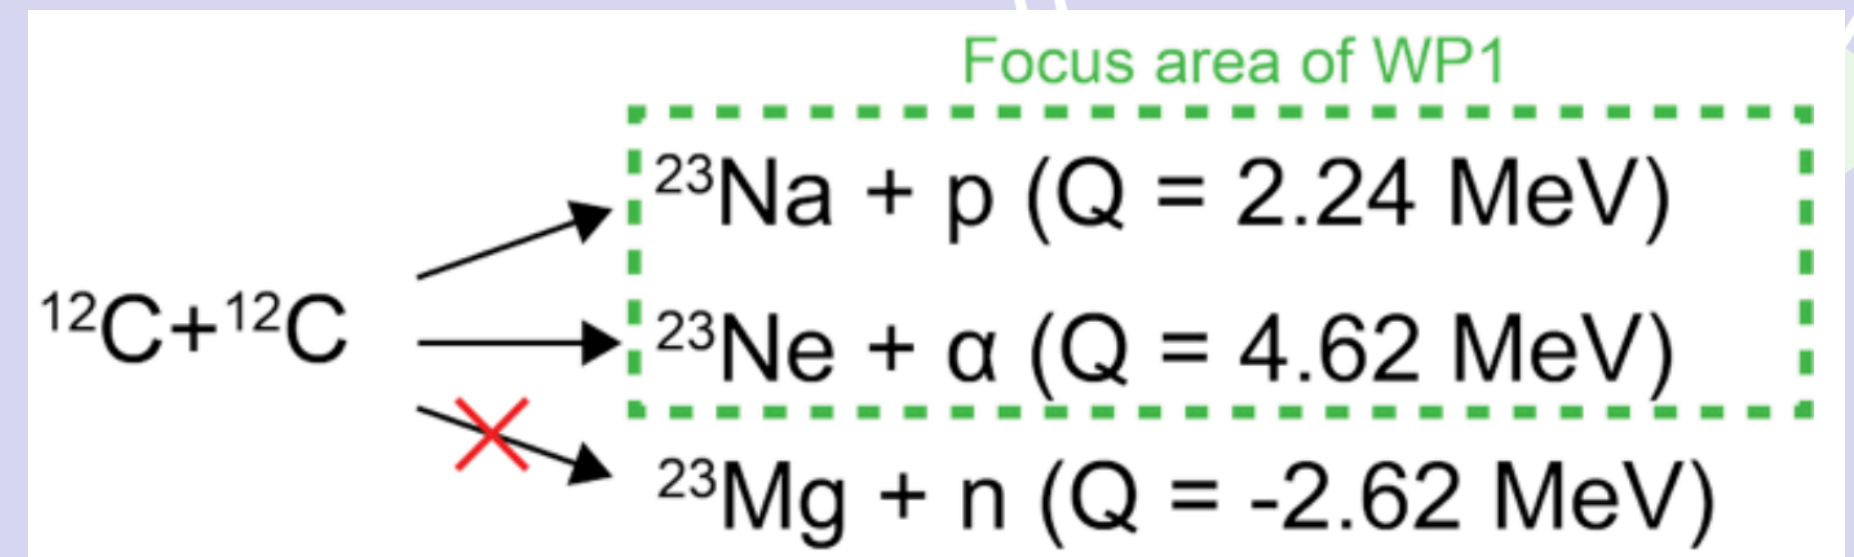 Focus area of WP1
²³Na + p (Q = 2.24 MeV)
¹²C+¹²C
²³Ne + α (Q = 4.62 MeV)
²³Mg + n (Q = -2.62 MeV)